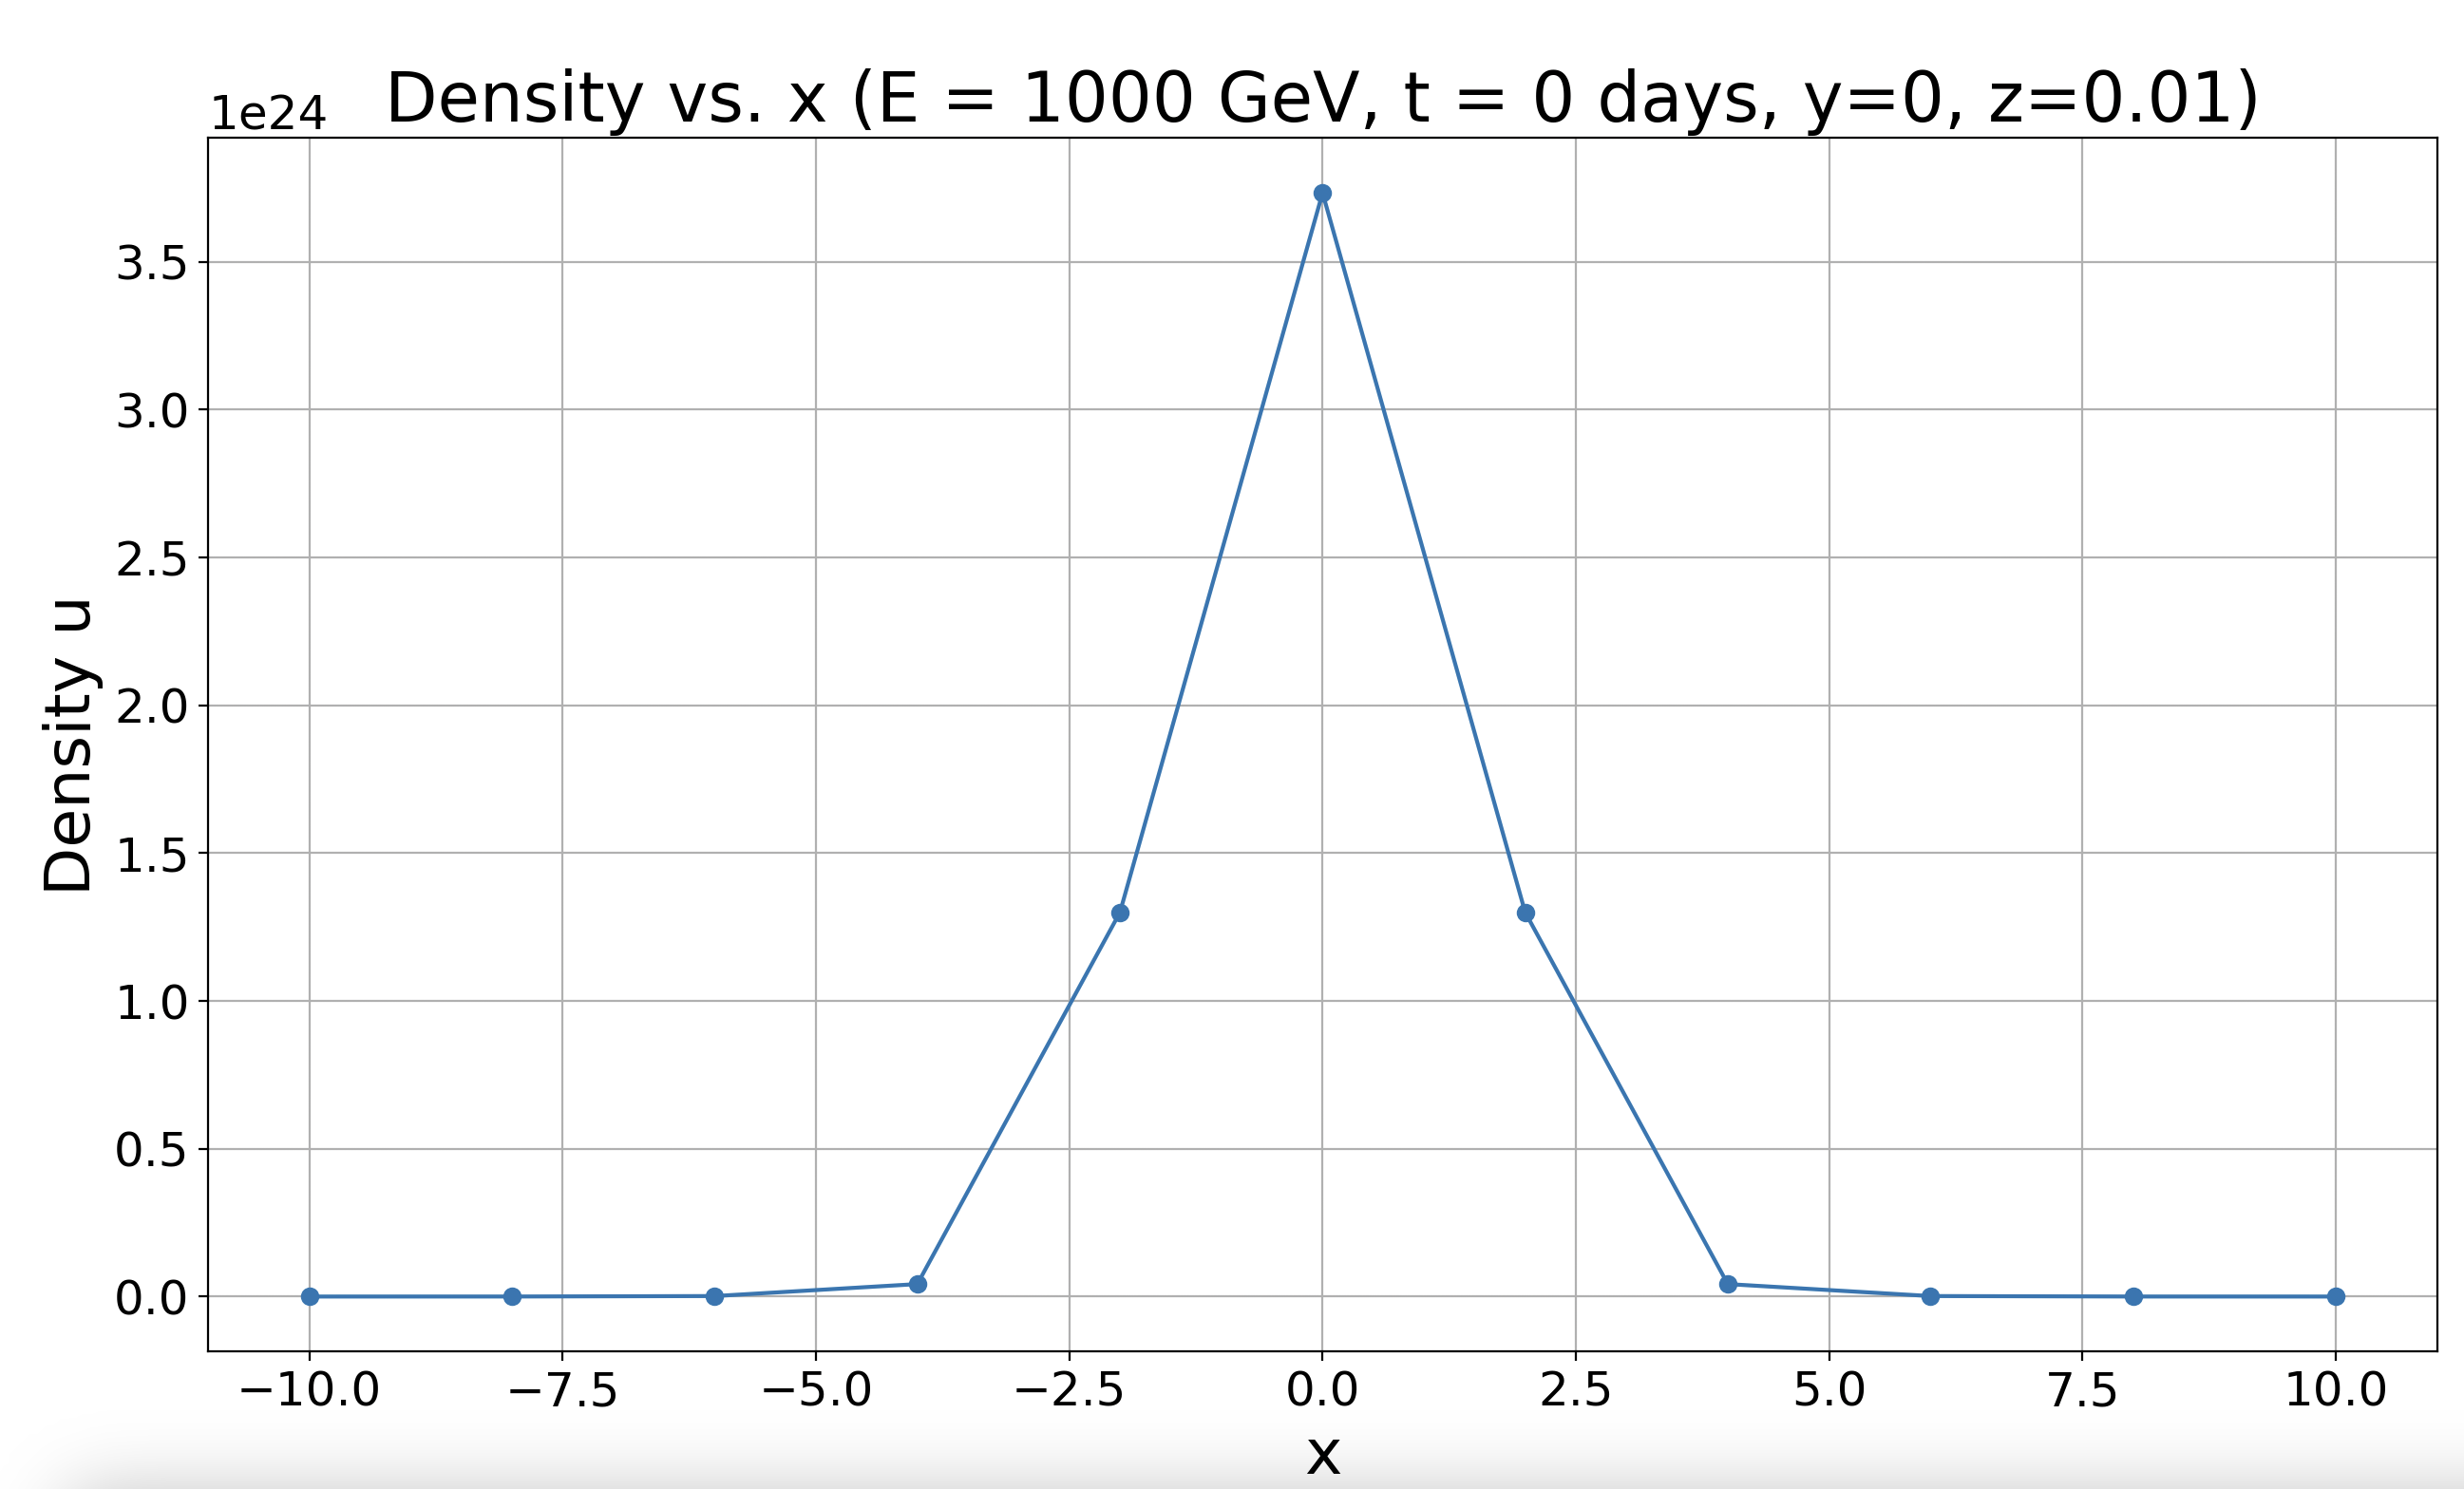 1e24
Density vs. x (E = 1000 GeV, t = 0 days, y=0, z=0.01)
3.5
3.0
2.5
2.0
1.5
1.0
0.5
0.0
Density u
−10.0 −7.5 −5.0 −2.5 0.0 2.5 5.0 7.5 10.0
x